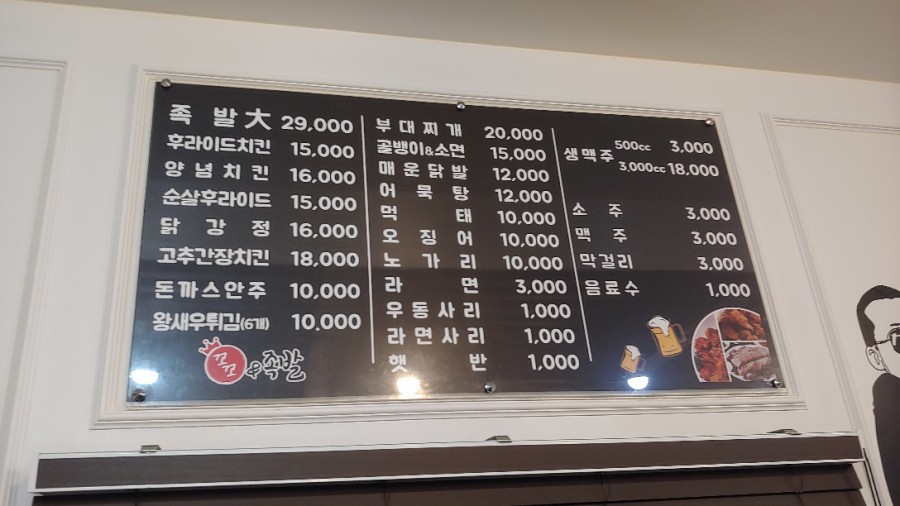 족발大 29,000
후라이드치킨 15,000
양념치킨 16,000
순살후라이드 15,000
닭강정 16,000
고추간장치킨 18,000
돈까스안주 10,000
왕새우튀김(6개) 10.000
꼬꼬&족발
부대찌개 20,000
골뱅이&소면 15,000
매운닭발 12,000
어묵탕 12,000
먹태 10,000
오징어 10,000
노가리 10,000
라면 3,000
우동사리 1,000
라면사리 1,000
햇반 1,000
생맥주 500cc 3,000
3,000cc 18,000
소주 3,000
맥주 3,000
막걸리 3,000
음료수 1,000